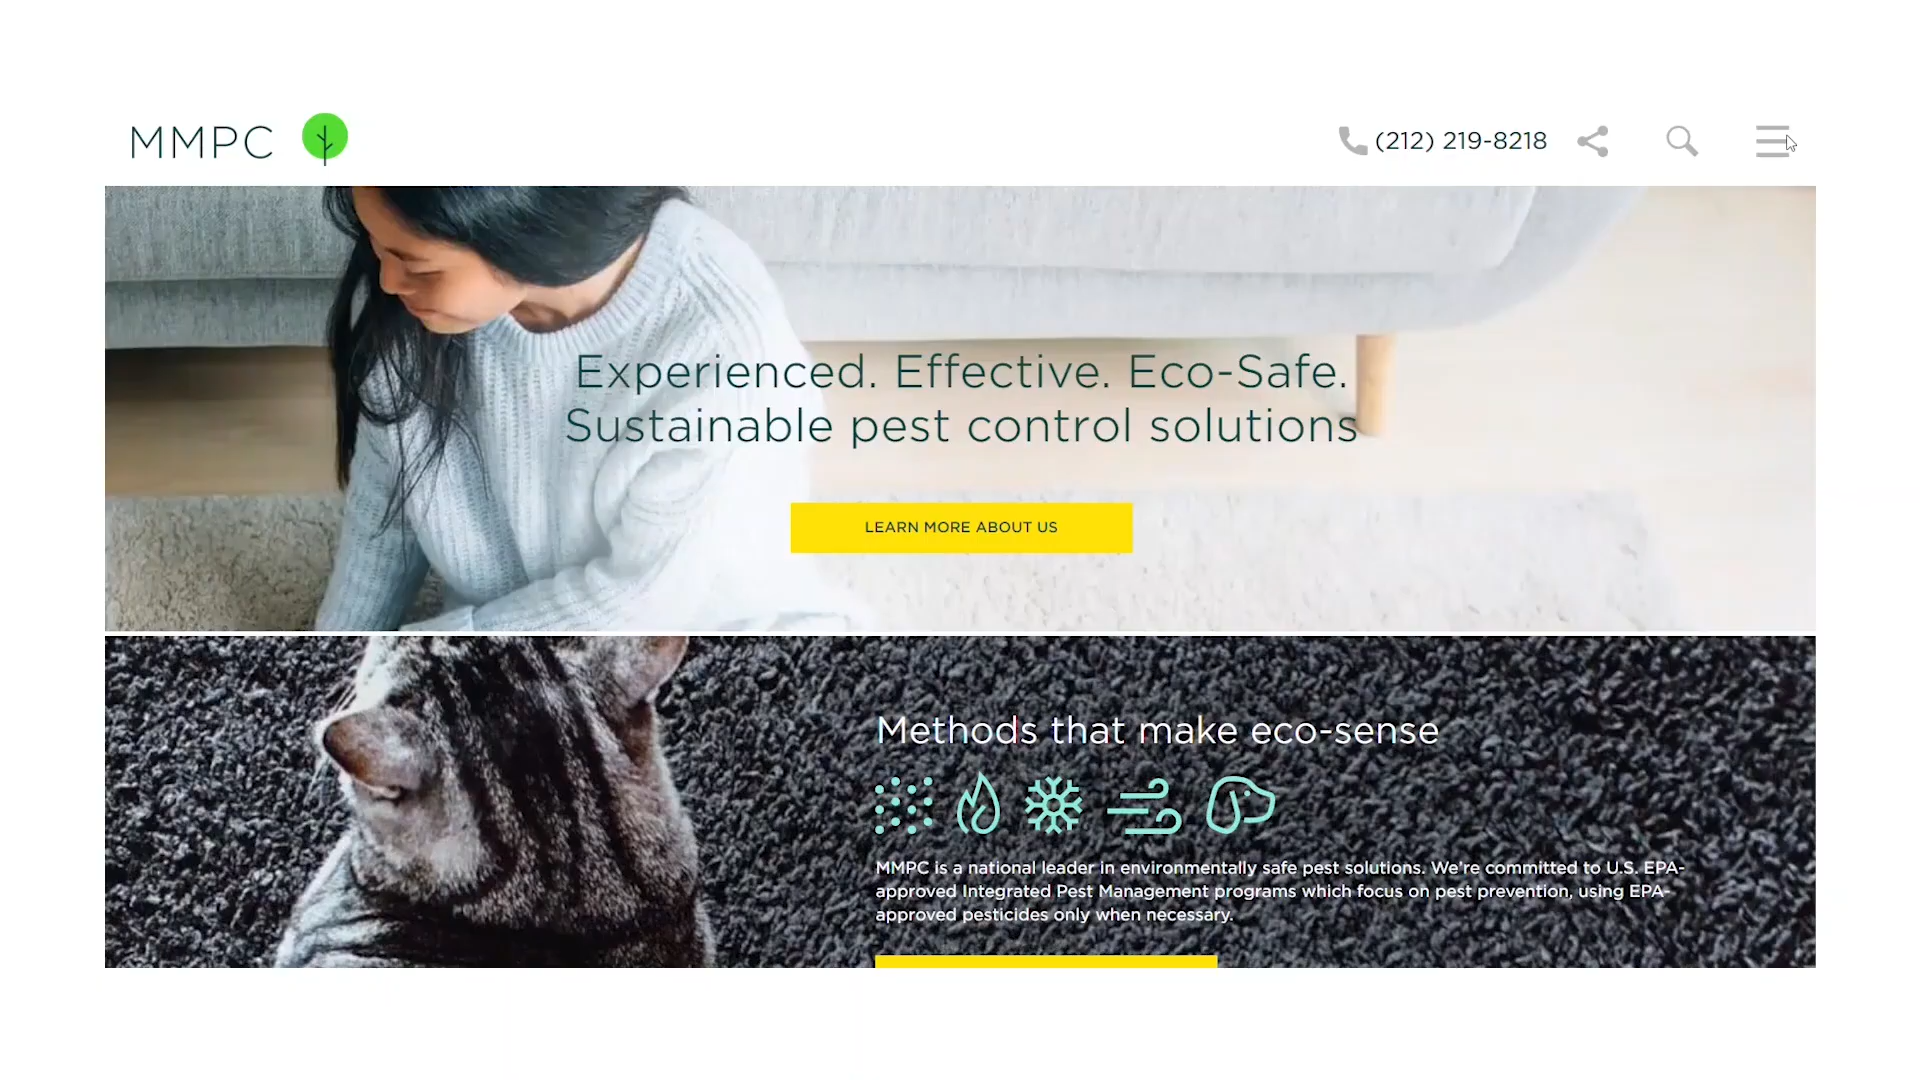 MMPC
(212) 219-8218
Experienced. Effective. Eco-Safe.
Sustainable pest control solutions
LEARN MORE ABOUT US
Methods that make eco-sense
MMPC is a national leader in environmentally safe pest solutions. We're committed to U.S. EPA-
approved Integrated Pest Management programs which focus on pest prevention, using EPA-
approved pesticides only when necessary.